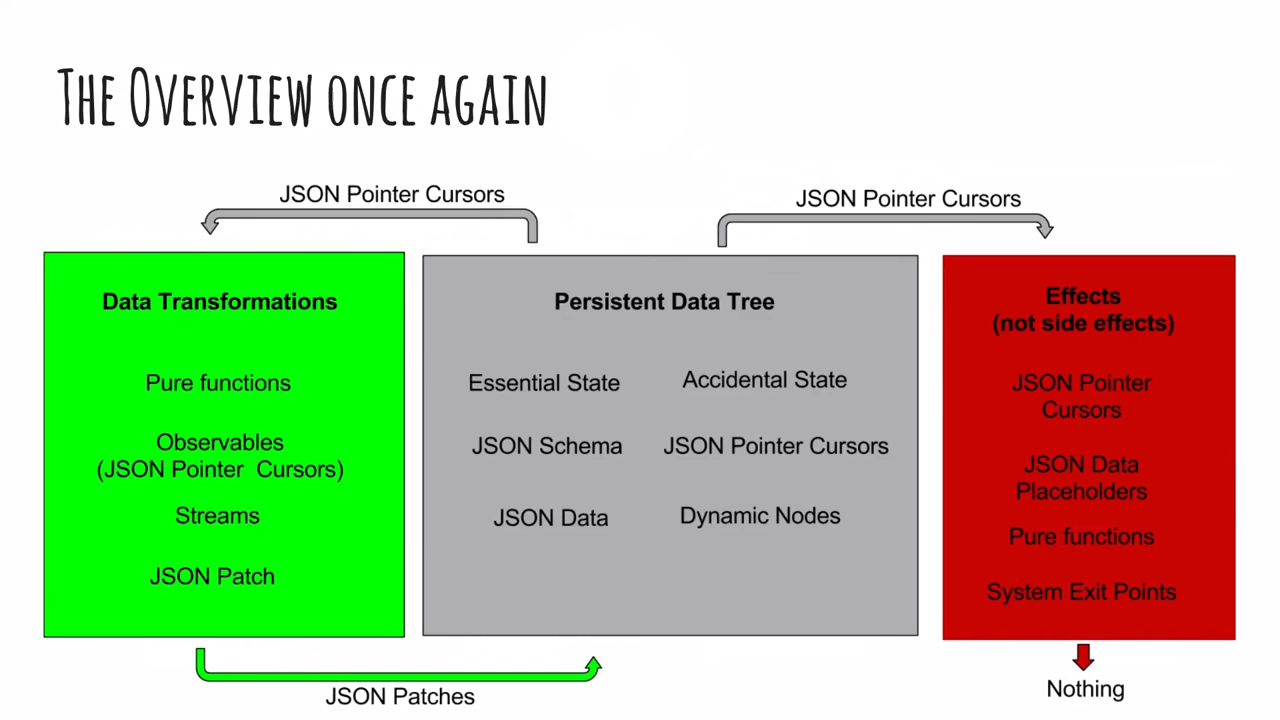 The Overview once again
JSON Pointer Cursors
JSON Pointer Cursors
Data Transformations
Pure functions
Observables
(JSON Pointer Cursors)
Streams
JSON Patch
Persistent Data Tree
Essential State
Accidental State
JSON Schema
JSON Pointer Cursors
JSON Data
Dynamic Nodes
Effects
(not side effects)
JSON Pointer
Cursors
JSON Data
Placeholders
Pure functions
System Exit Points
JSON Patches
Nothing